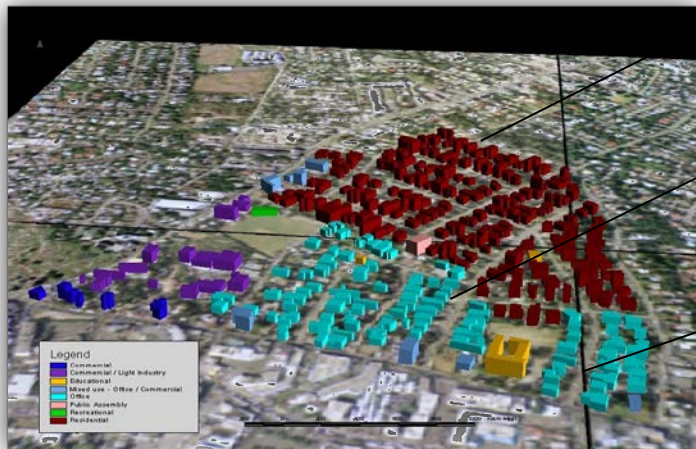 Legend
Commercial
Commercial / Light Industry
Educational
Mixed use - Office / Commercial
Office
Public Assembly
Recreational
Residential